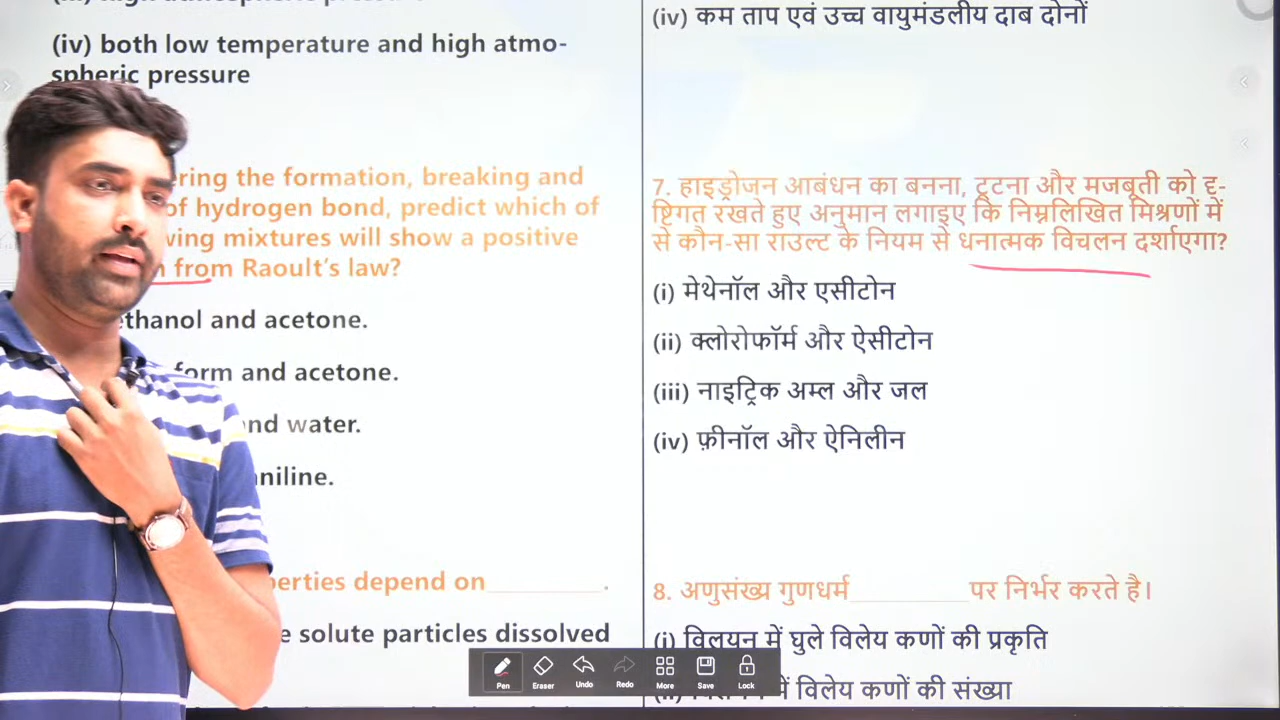 (iv) both low temperature and high atmo-
spheric pressure
ring the formation, breaking and
of hydrogen bond, predict which of
wing mixtures will show a positive
from Raoult's law?
ethanol and acetone.
form and acetone.
nd water.
niline.
erties depend on_________.
e solute particles dissolved
(iv) कम ताप एवं उच्च वायुमंडलीय दाब दोनों
7. हाइड्रोजन आबंधन का बनना, टूटना और मजबूती को दृ-
ष्टिगत रखते हुए अनुमान लगाइए कि निम्नलिखित मिश्रणों में
से कौन-सा राउल्ट के नियम से धनात्मक विचलन दर्शाएगा?
(i) मेथेनॉल और एसीटोन
(ii) क्लोरोफॉर्म और ऐसीटोन
(iii) नाइट्रिक अम्ल और जल
(iv) फ़ीनॉल और ऐनिलीन
8. अणुसंख्य गुणधर्म_________पर निर्भर करते है।
(i) विलयन में घुले विलेय कणों की प्रकृति
में विलेय कणों की संख्या
Pen Eraser Undo Redo More Save Lock